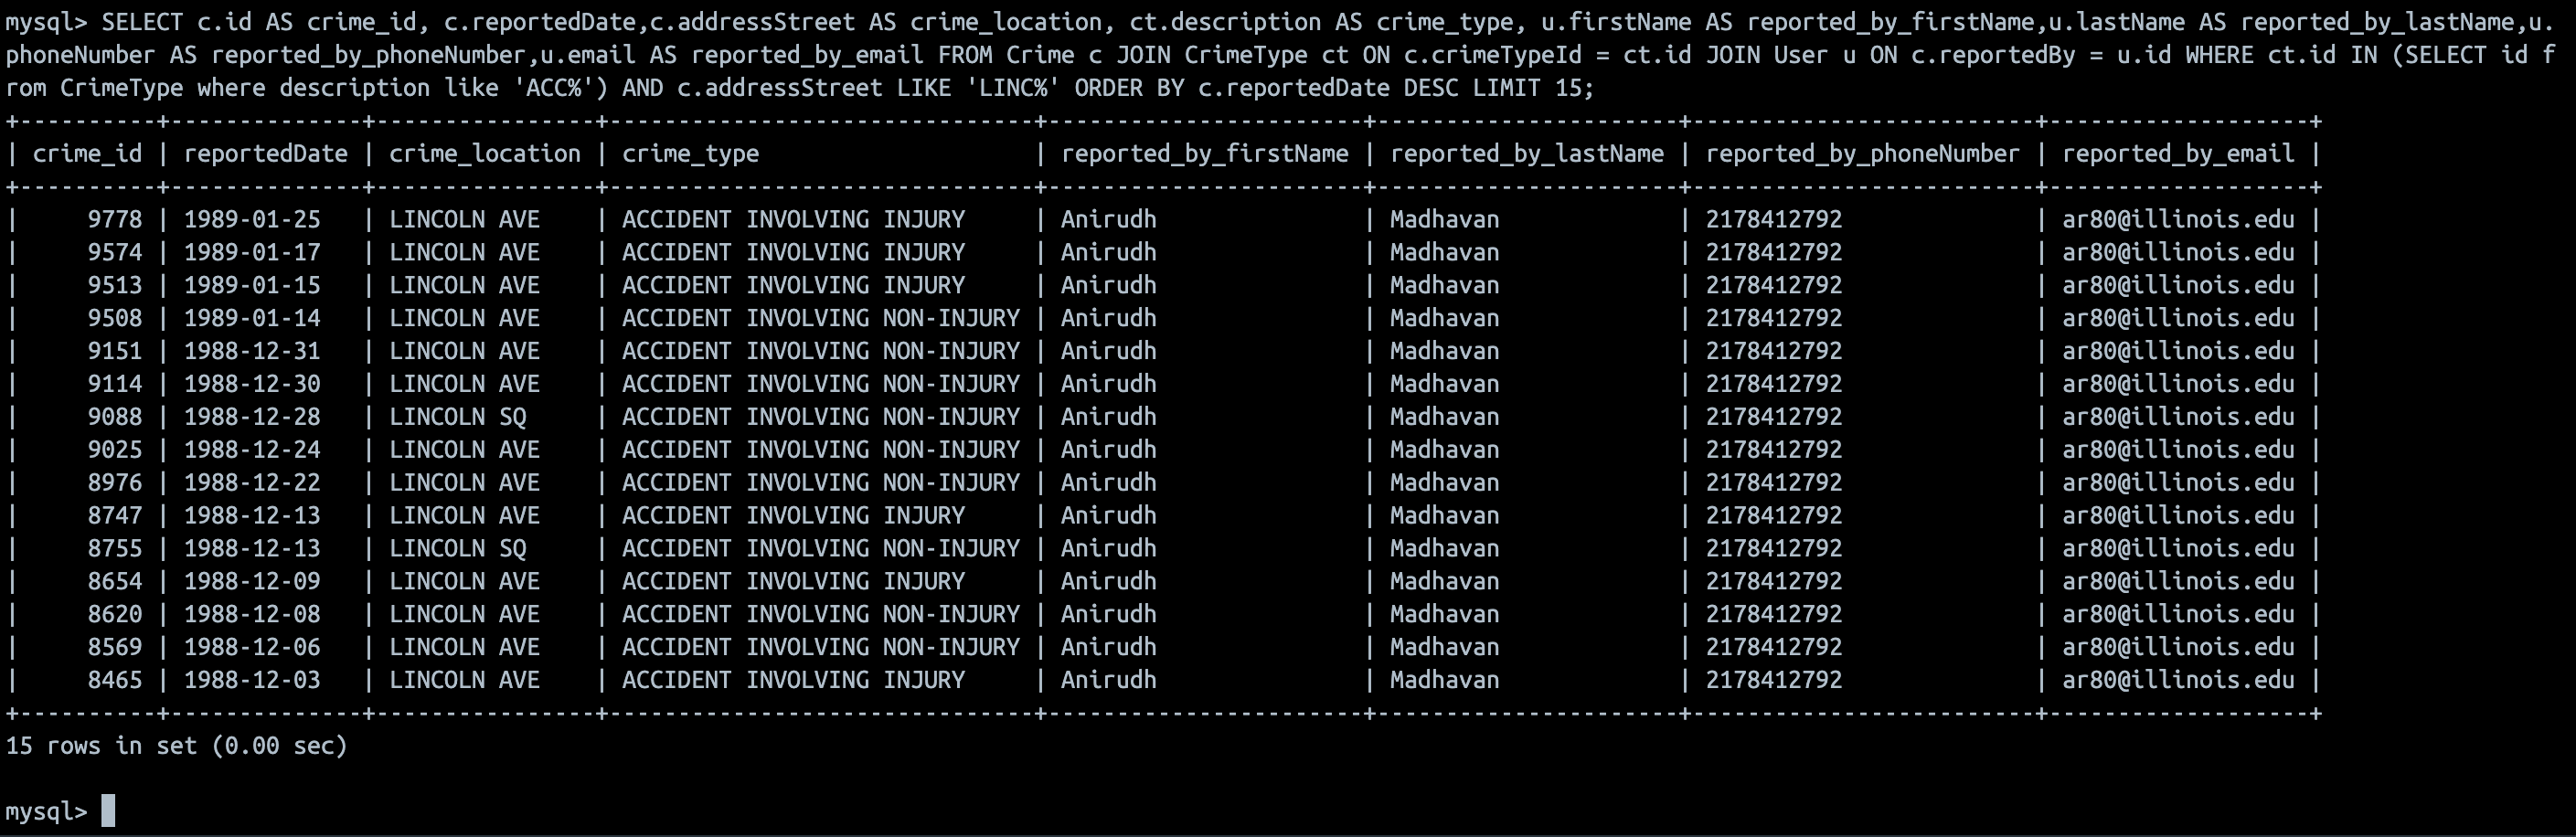 mysql> SELECT c.id AS crime_id, c.reportedDate,c.addressStreet AS crime_location, ct.description AS crime_type, u.firstName AS reported_by_firstName,u.lastName AS reported_by_lastName,u.
phoneNumber AS reported_by_phoneNumber,u.email AS reported_by_email FROM Crime c JOIN CrimeType ct ON c.crimeTypeId = ct.id JOIN User u ON c.reportedBy = u.id WHERE ct.id IN (SELECT id f
rom CrimeType where description like 'ACC%') AND c.addressStreet LIKE 'LINC%' ORDER BY c.reportedDate DESC LIMIT 15;
+----------+--------------+----------------+-------------------------------+------------------------+----------------------+-------------------------+-------------------+
| crime_id | reportedDate | crime_location | crime_type                    | reported_by_firstName | reported_by_lastName | reported_by_phoneNumber | reported_by_email |
+----------+--------------+----------------+-------------------------------+------------------------+----------------------+-------------------------+-------------------+
|     9778 | 1989-01-25   | LINCOLN AVE    | ACCIDENT INVOLVING INJURY     | Anirudh               | Madhavan             | 2178412792              | ar80@illinois.edu |
|     9574 | 1989-01-17   | LINCOLN AVE    | ACCIDENT INVOLVING INJURY     | Anirudh               | Madhavan             | 2178412792              | ar80@illinois.edu |
|     9513 | 1989-01-15   | LINCOLN AVE    | ACCIDENT INVOLVING INJURY     | Anirudh               | Madhavan             | 2178412792              | ar80@illinois.edu |
|     9508 | 1989-01-14   | LINCOLN AVE    | ACCIDENT INVOLVING NON-INJURY | Anirudh               | Madhavan             | 2178412792              | ar80@illinois.edu |
|     9151 | 1988-12-31   | LINCOLN AVE    | ACCIDENT INVOLVING NON-INJURY | Anirudh               | Madhavan             | 2178412792              | ar80@illinois.edu |
|     9114 | 1988-12-30   | LINCOLN AVE    | ACCIDENT INVOLVING NON-INJURY | Anirudh               | Madhavan             | 2178412792              | ar80@illinois.edu |
|     9088 | 1988-12-28   | LINCOLN SQ     | ACCIDENT INVOLVING NON-INJURY | Anirudh               | Madhavan             | 2178412792              | ar80@illinois.edu |
|     9025 | 1988-12-24   | LINCOLN AVE    | ACCIDENT INVOLVING NON-INJURY | Anirudh               | Madhavan             | 2178412792              | ar80@illinois.edu |
|     8976 | 1988-12-22   | LINCOLN AVE    | ACCIDENT INVOLVING NON-INJURY | Anirudh               | Madhavan             | 2178412792              | ar80@illinois.edu |
|     8747 | 1988-12-13   | LINCOLN AVE    | ACCIDENT INVOLVING INJURY     | Anirudh               | Madhavan             | 2178412792              | ar80@illinois.edu |
|     8755 | 1988-12-13   | LINCOLN SQ     | ACCIDENT INVOLVING NON-INJURY | Anirudh               | Madhavan             | 2178412792              | ar80@illinois.edu |
|     8654 | 1988-12-09   | LINCOLN AVE    | ACCIDENT INVOLVING INJURY     | Anirudh               | Madhavan             | 2178412792              | ar80@illinois.edu |
|     8620 | 1988-12-08   | LINCOLN AVE    | ACCIDENT INVOLVING NON-INJURY | Anirudh               | Madhavan             | 2178412792              | ar80@illinois.edu |
|     8569 | 1988-12-06   | LINCOLN AVE    | ACCIDENT INVOLVING NON-INJURY | Anirudh               | Madhavan             | 2178412792              | ar80@illinois.edu |
|     8465 | 1988-12-03   | LINCOLN AVE    | ACCIDENT INVOLVING INJURY     | Anirudh               | Madhavan             | 2178412792              | ar80@illinois.edu |
+----------+--------------+----------------+-------------------------------+------------------------+----------------------+-------------------------+-------------------+
15 rows in set (0.00 sec)
mysql>